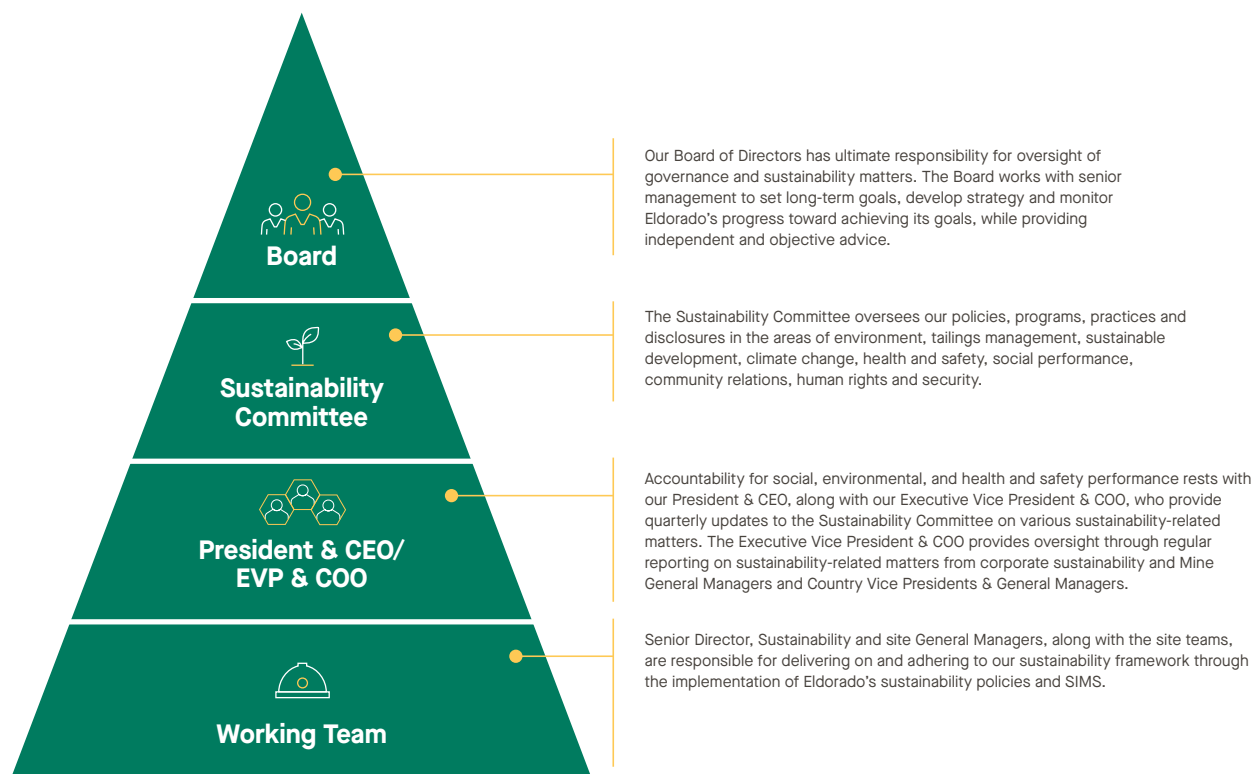 Board
Our Board of Directors has ultimate responsibility for oversight of
governance and sustainability matters. The Board works with senior
management to set long-term goals, develop strategy and monitor
Eldorado’s progress toward achieving its goals, while providing
independent and objective advice.
Sustainability
Committee
The Sustainability Committee oversees our policies, programs, practices and
disclosures in the areas of environment, tailings management, sustainable
development, climate change, health and safety, social performance,
community relations, human rights and security.
President & CEO/
EVP & COO
Accountability for social, environmental, and health and safety performance rests with
our President & CEO, along with our Executive Vice President & COO, who provide
quarterly updates to the Sustainability Committee on various sustainability-related
matters. The Executive Vice President & COO provides oversight through regular
reporting on sustainability-related matters from corporate sustainability and Mine
General Managers and Country Vice Presidents & General Managers.
Working Team
Senior Director, Sustainability and site General Managers, along with the site teams,
are responsible for delivering on and adhering to our sustainability framework through
the implementation of Eldorado’s sustainability policies and SIMS.